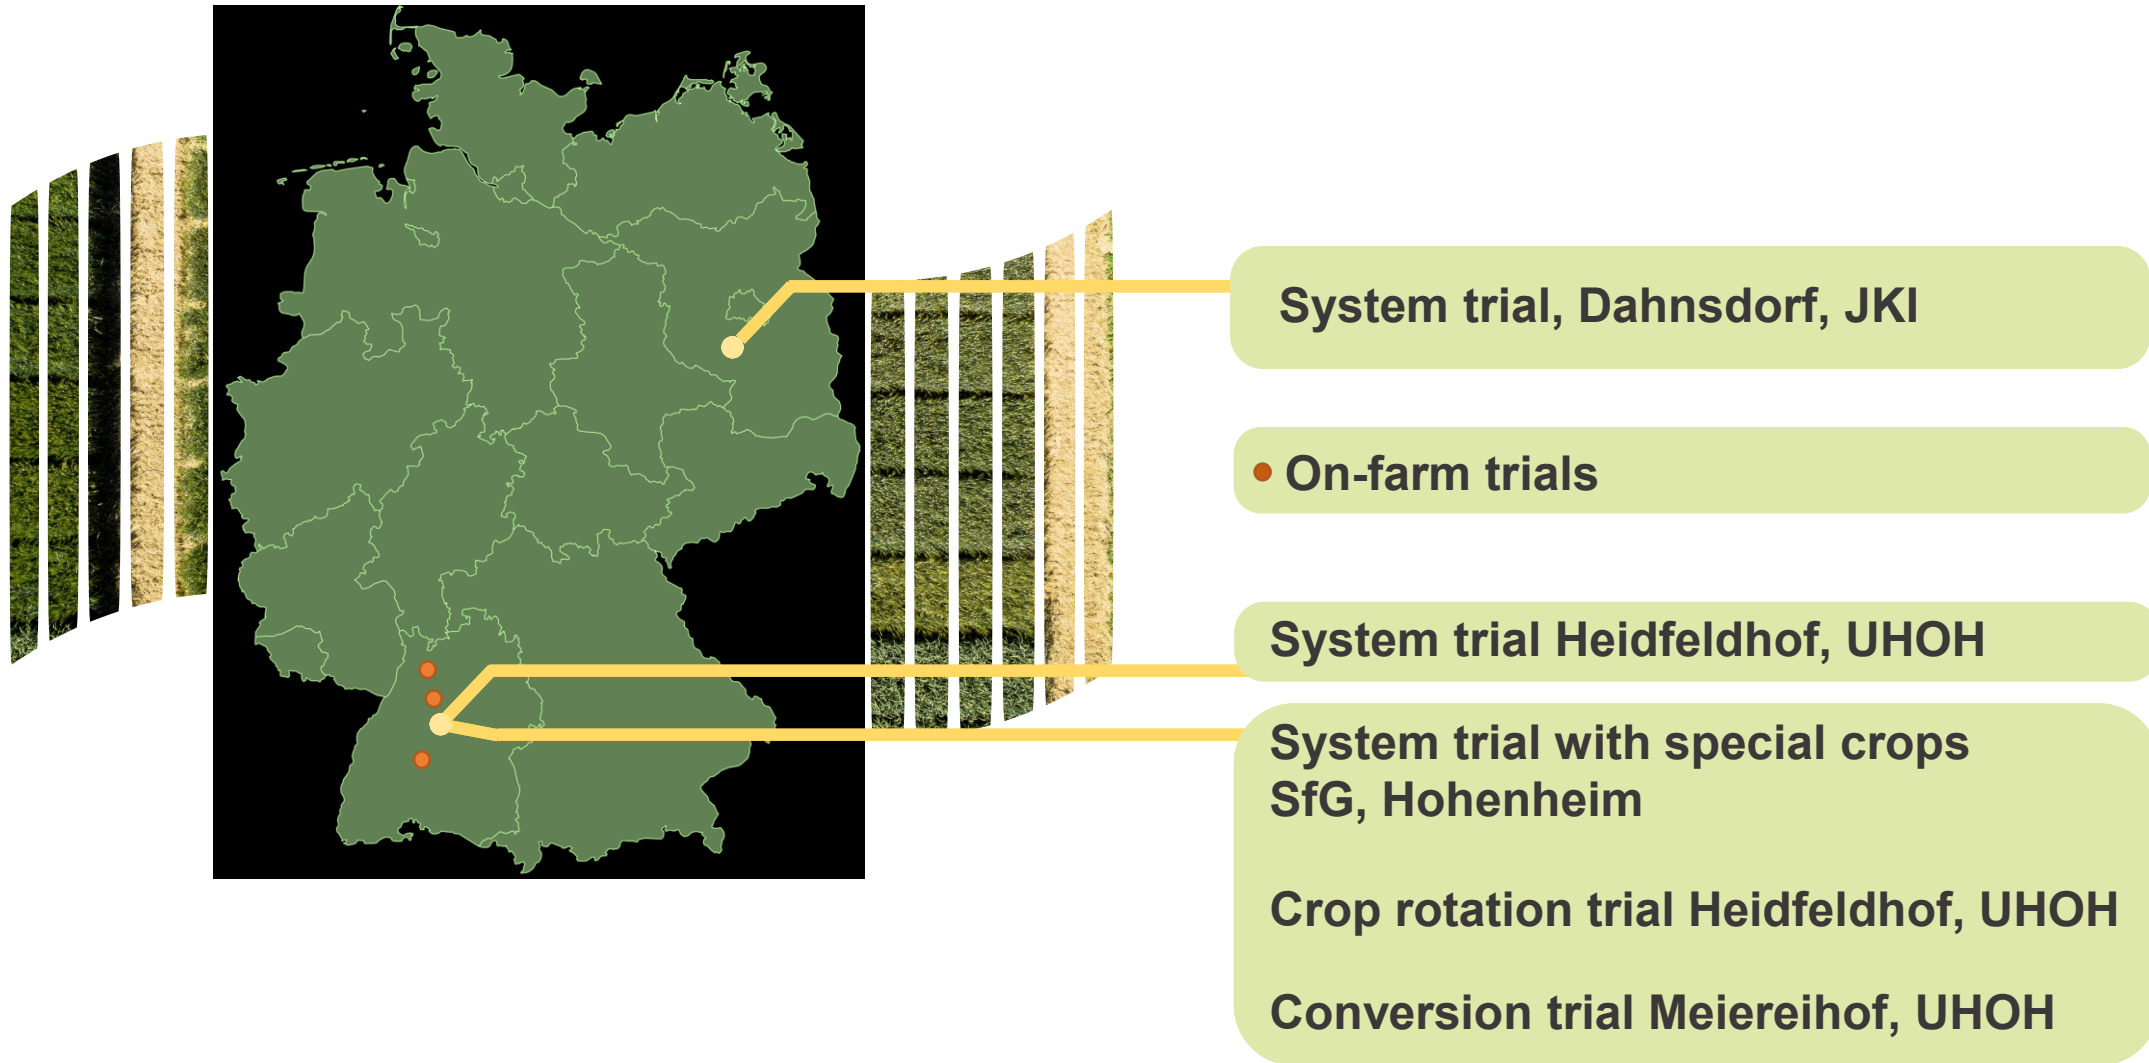 System trial, Dahnsdorf, JKI
On-farm trials
System trial Heidfeldhof, UHOH
System trial with special crops
SfG, Hohenheim
Crop rotation trial Heidfeldhof, UHOH
Conversion trial Meiereihof, UHOH